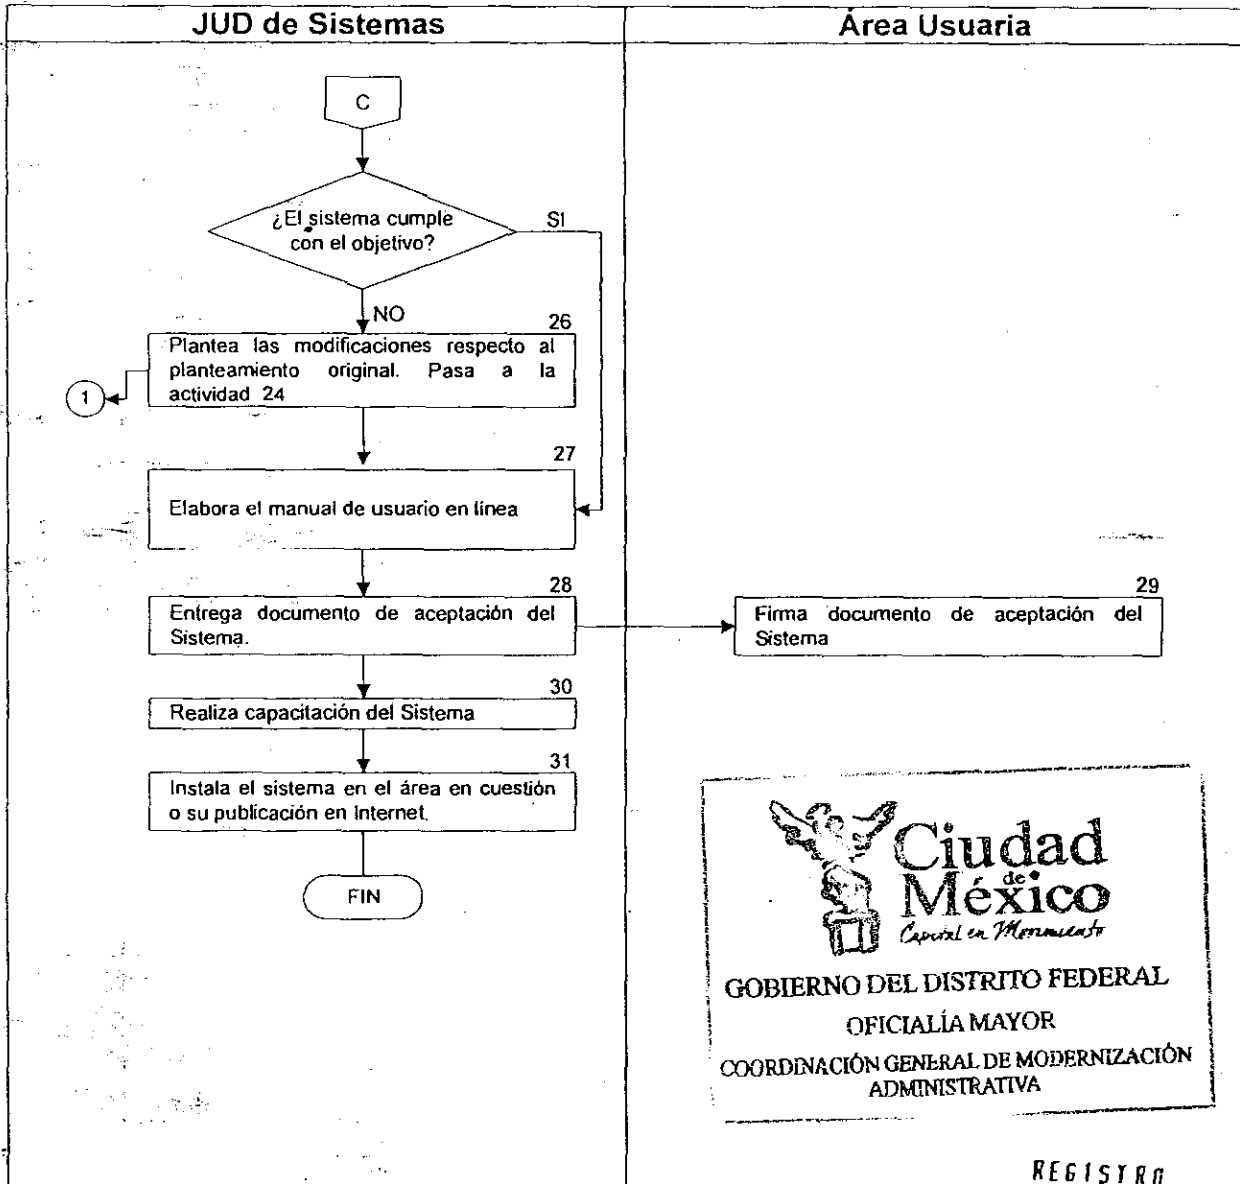 JUD de Sistemas
Área Usuaria
C
¿El sistema cumple
con el objetivo?
SI
NO
26
Plantea las modificaciones respecto al
planteamiento original. Pasa a la
actividad 24
1
27
Elabora el manual de usuario en línea
28
Entrega documento de aceptación del
Sistema.
29
Firma documento de aceptación del
Sistema
30
Realiza capacitación del Sistema
31
Instala el sistema en el área en cuestión
o su publicación en Internet.
FIN
Ciudad
de
México
Capital en Movimiento
GOBIERNO DEL DISTRITO FEDERAL
OFICIALÍA MAYOR
COORDINACIÓN GENERAL DE MODERNIZACIÓN
ADMINISTRATIVA
REGISTRO